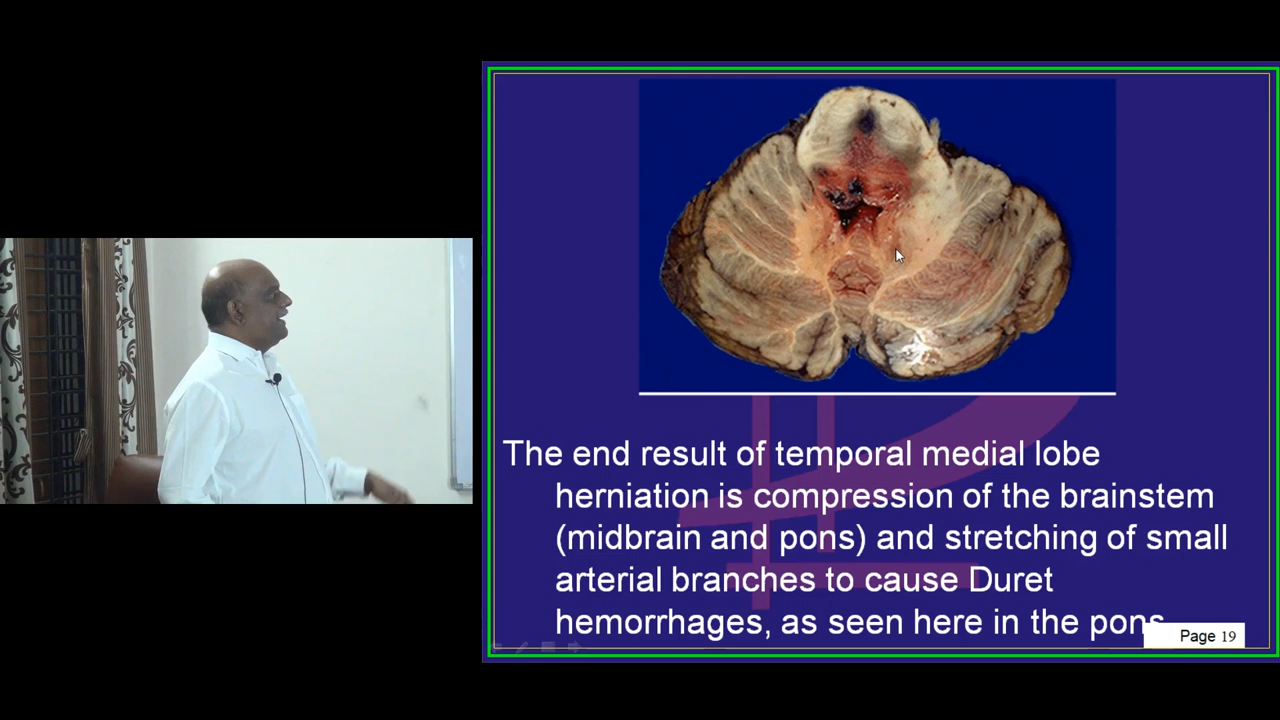 The end result of temporal medial lobe
herniation is compression of the brainstem
(midbrain and pons) and stretching of small
arterial branches to cause Duret
hemorrhages, as seen here in the pons
Page 19